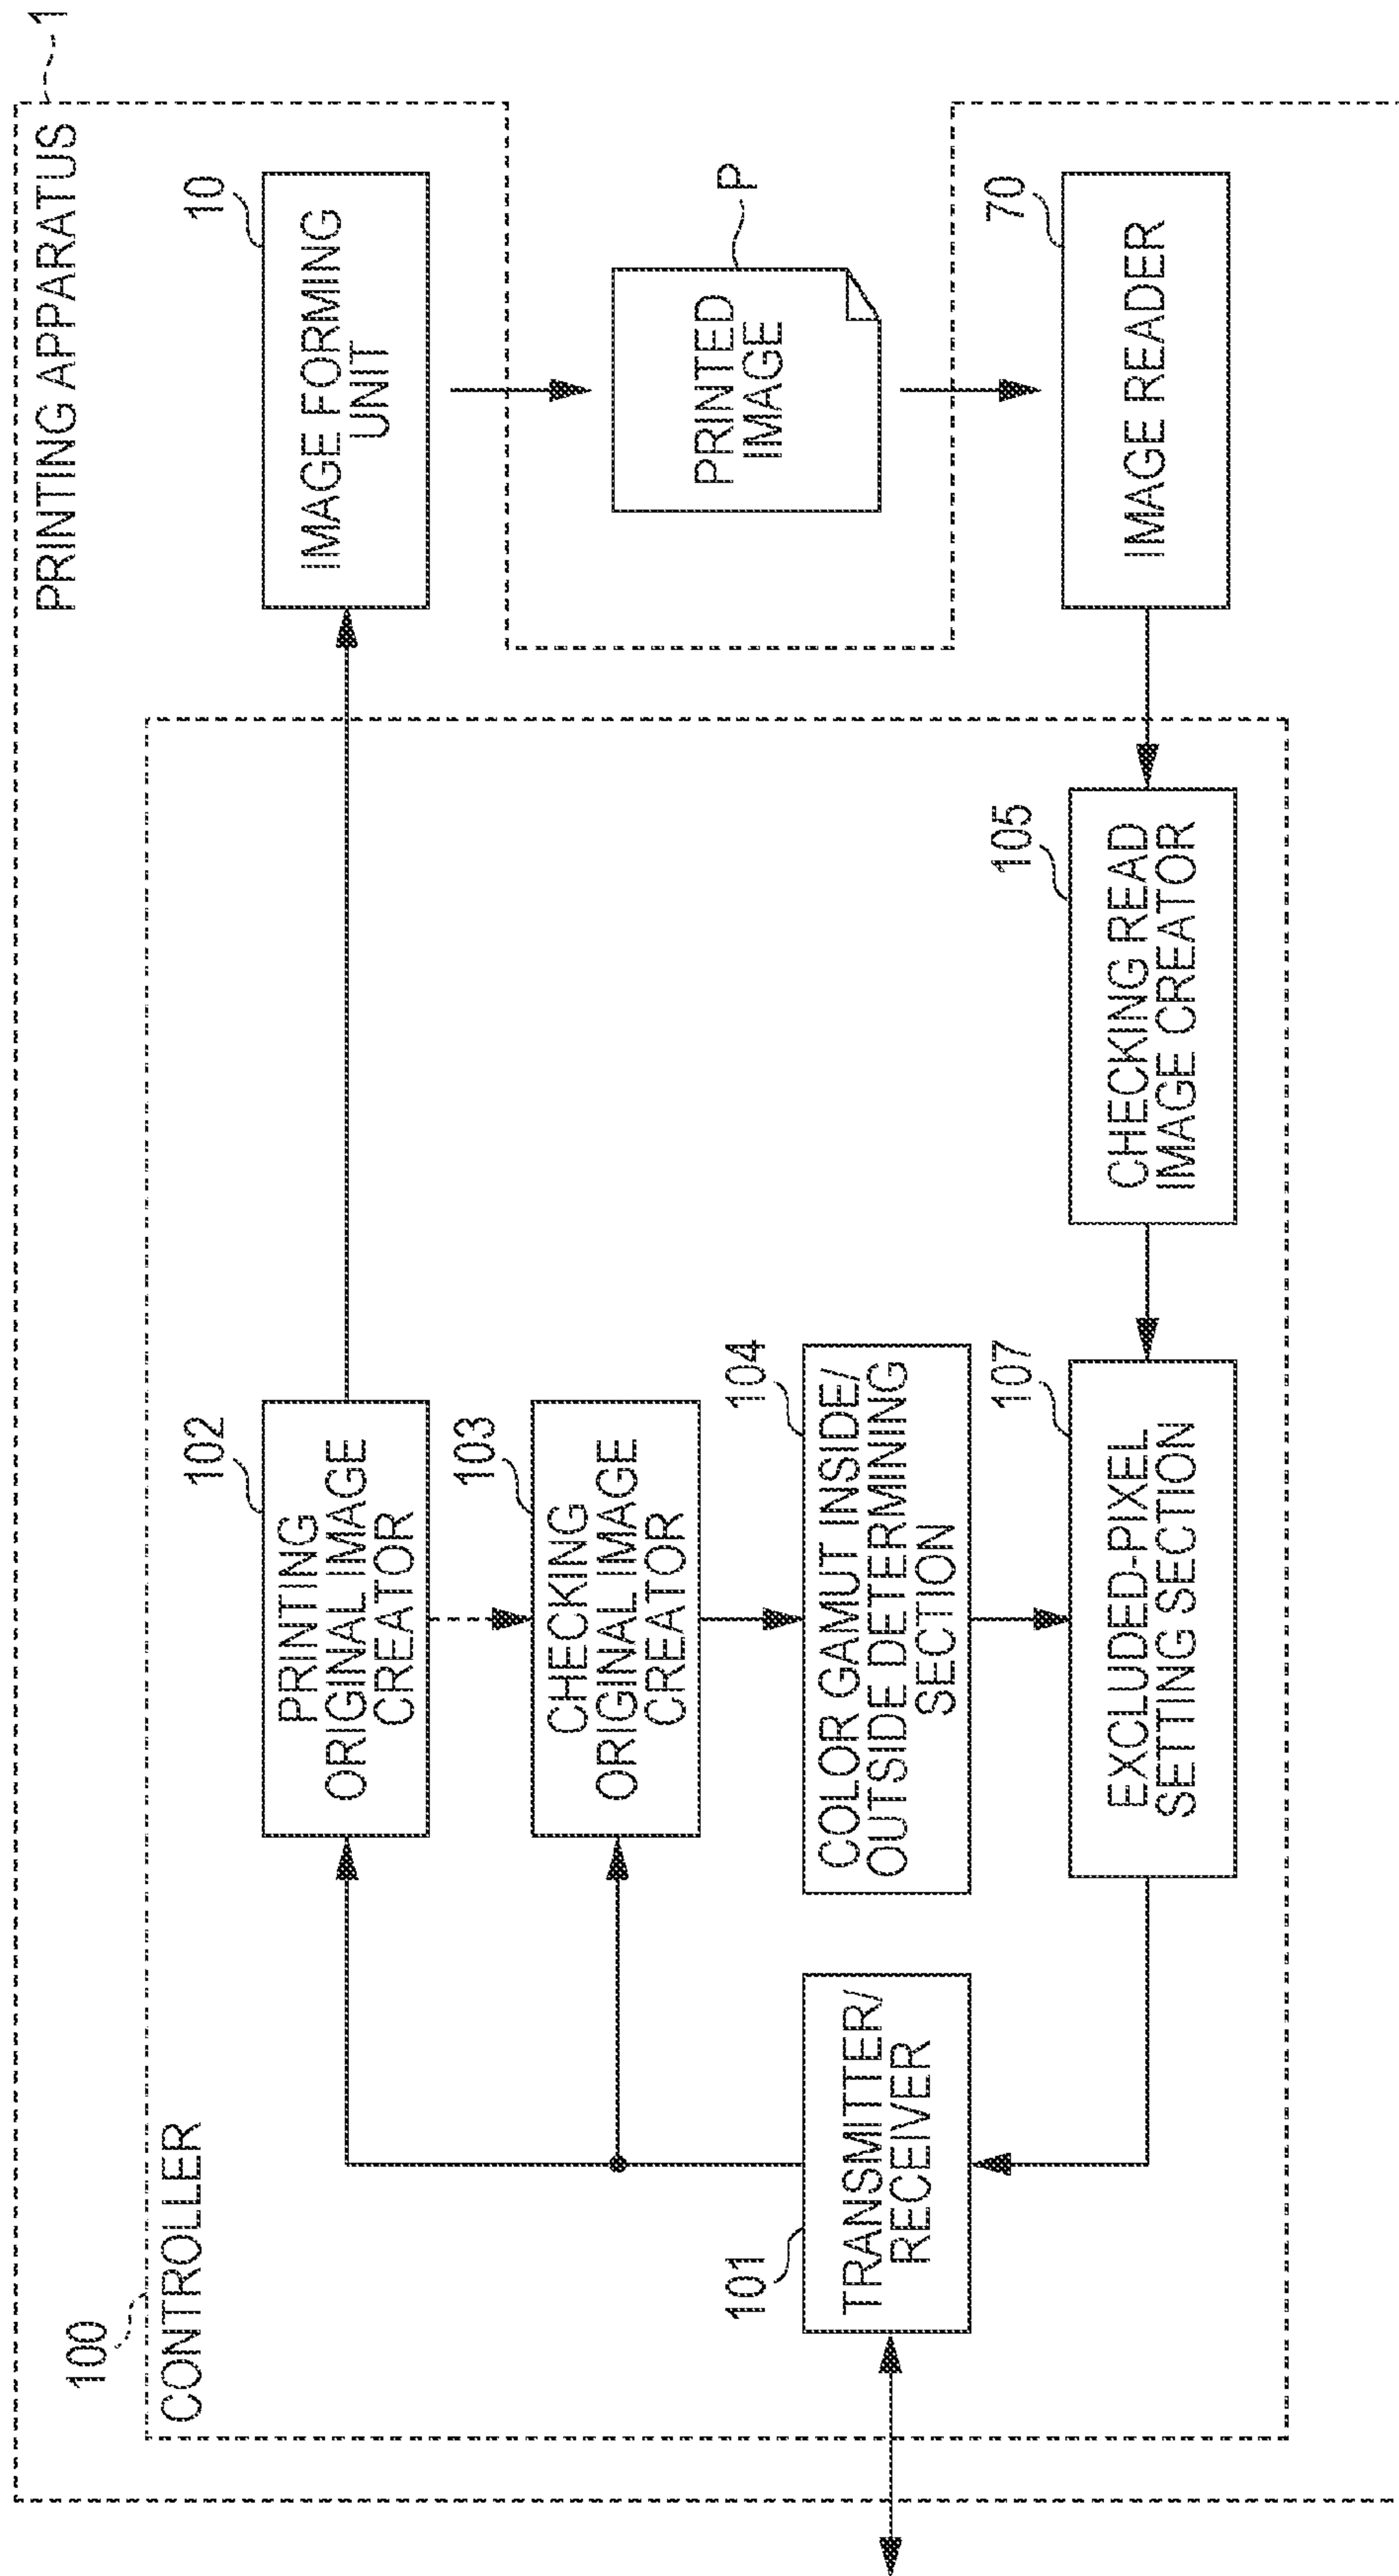 PRINTING APPARATUS
1
100
CONTROLLER
102
PRINTING
ORIGINAL IMAGE
CREATOR
10
IMAGE FORMING
UNIT
103
CHECKING
ORIGINAL IMAGE
CREATOR
P
PRINTED
IMAGE
101
TRANSMITTER/
RECEIVER
104
COLOR GAMUT INSIDE/
OUTSIDE DETERMINING
SECTION
107
EXCLUDED-PIXEL
SETTING SECTION
105
CHECKING READ
IMAGE CREATOR
70
IMAGE READER